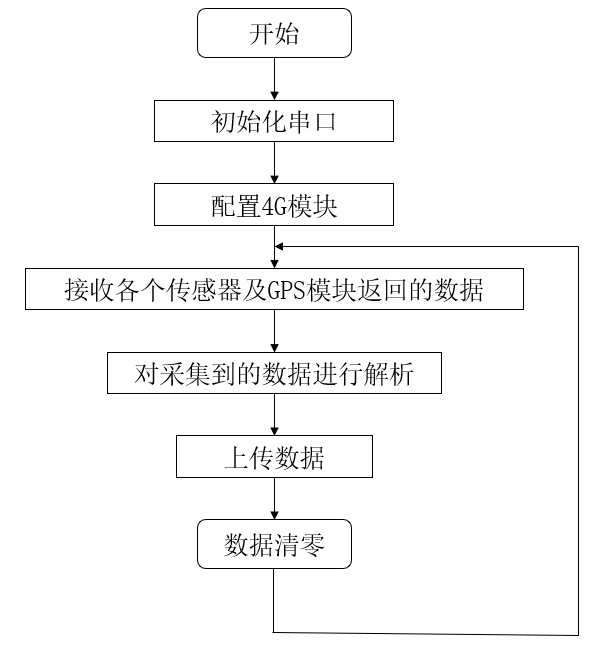 开始
初始化串口
配置4G模块
接收各个传感器及GPS模块返回的数据
对采集到的数据进行解析
上传数据
数据清零